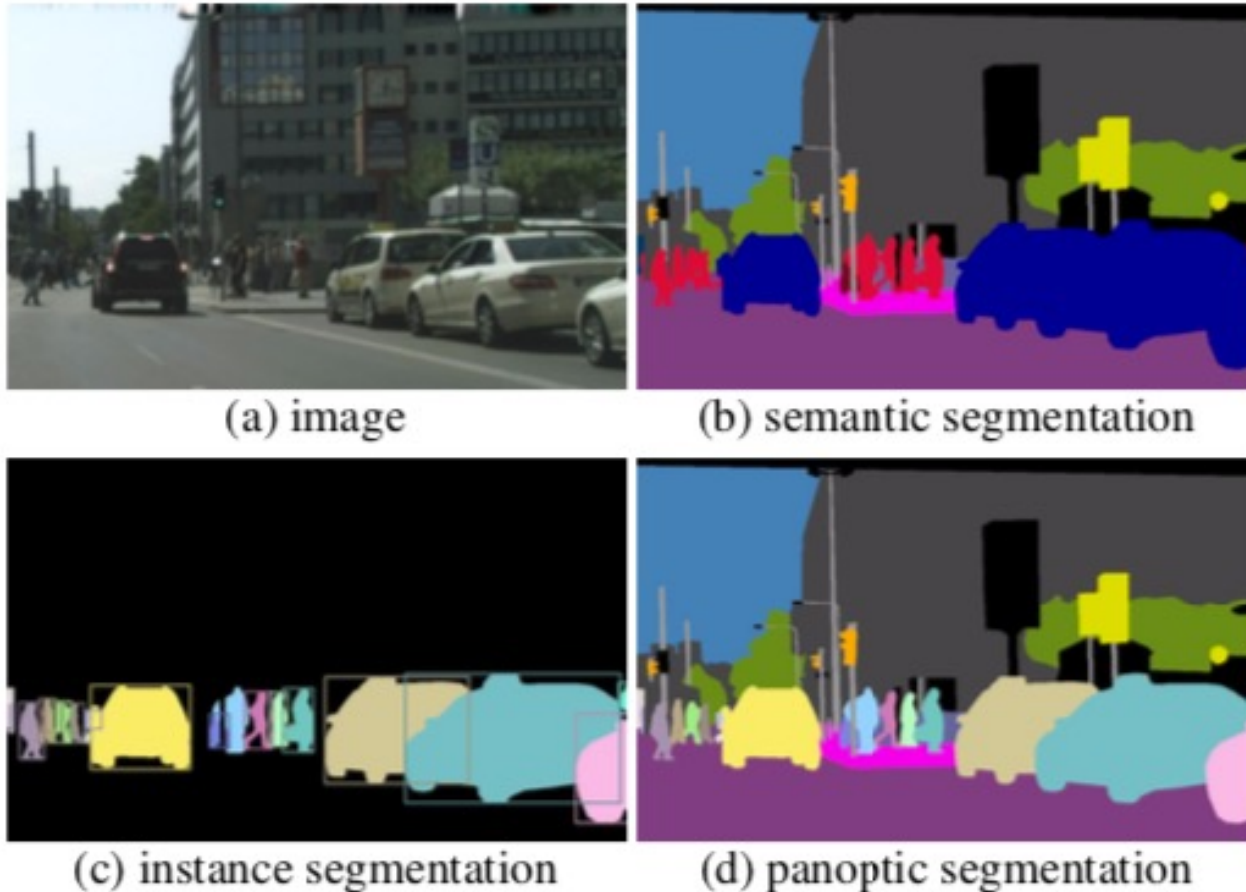 (a) image
(b) semantic segmentation
(c) instance segmentation
(d) panoptic segmentation